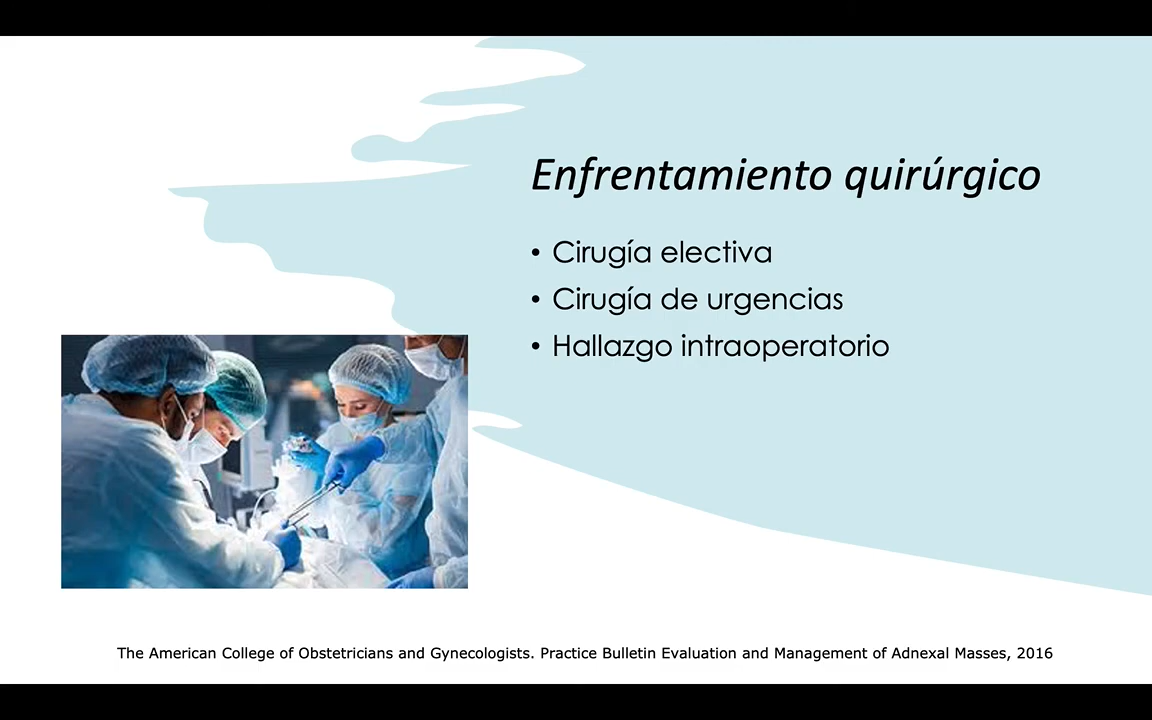 Enfrentamiento quirúrgico
• Cirugía electiva
• Cirugía de urgencias
• Hallazgo intraoperatorio
The American College of Obstetricians and Gynecologists. Practice Bulletin Evaluation and Management of Adnexal Masses, 2016